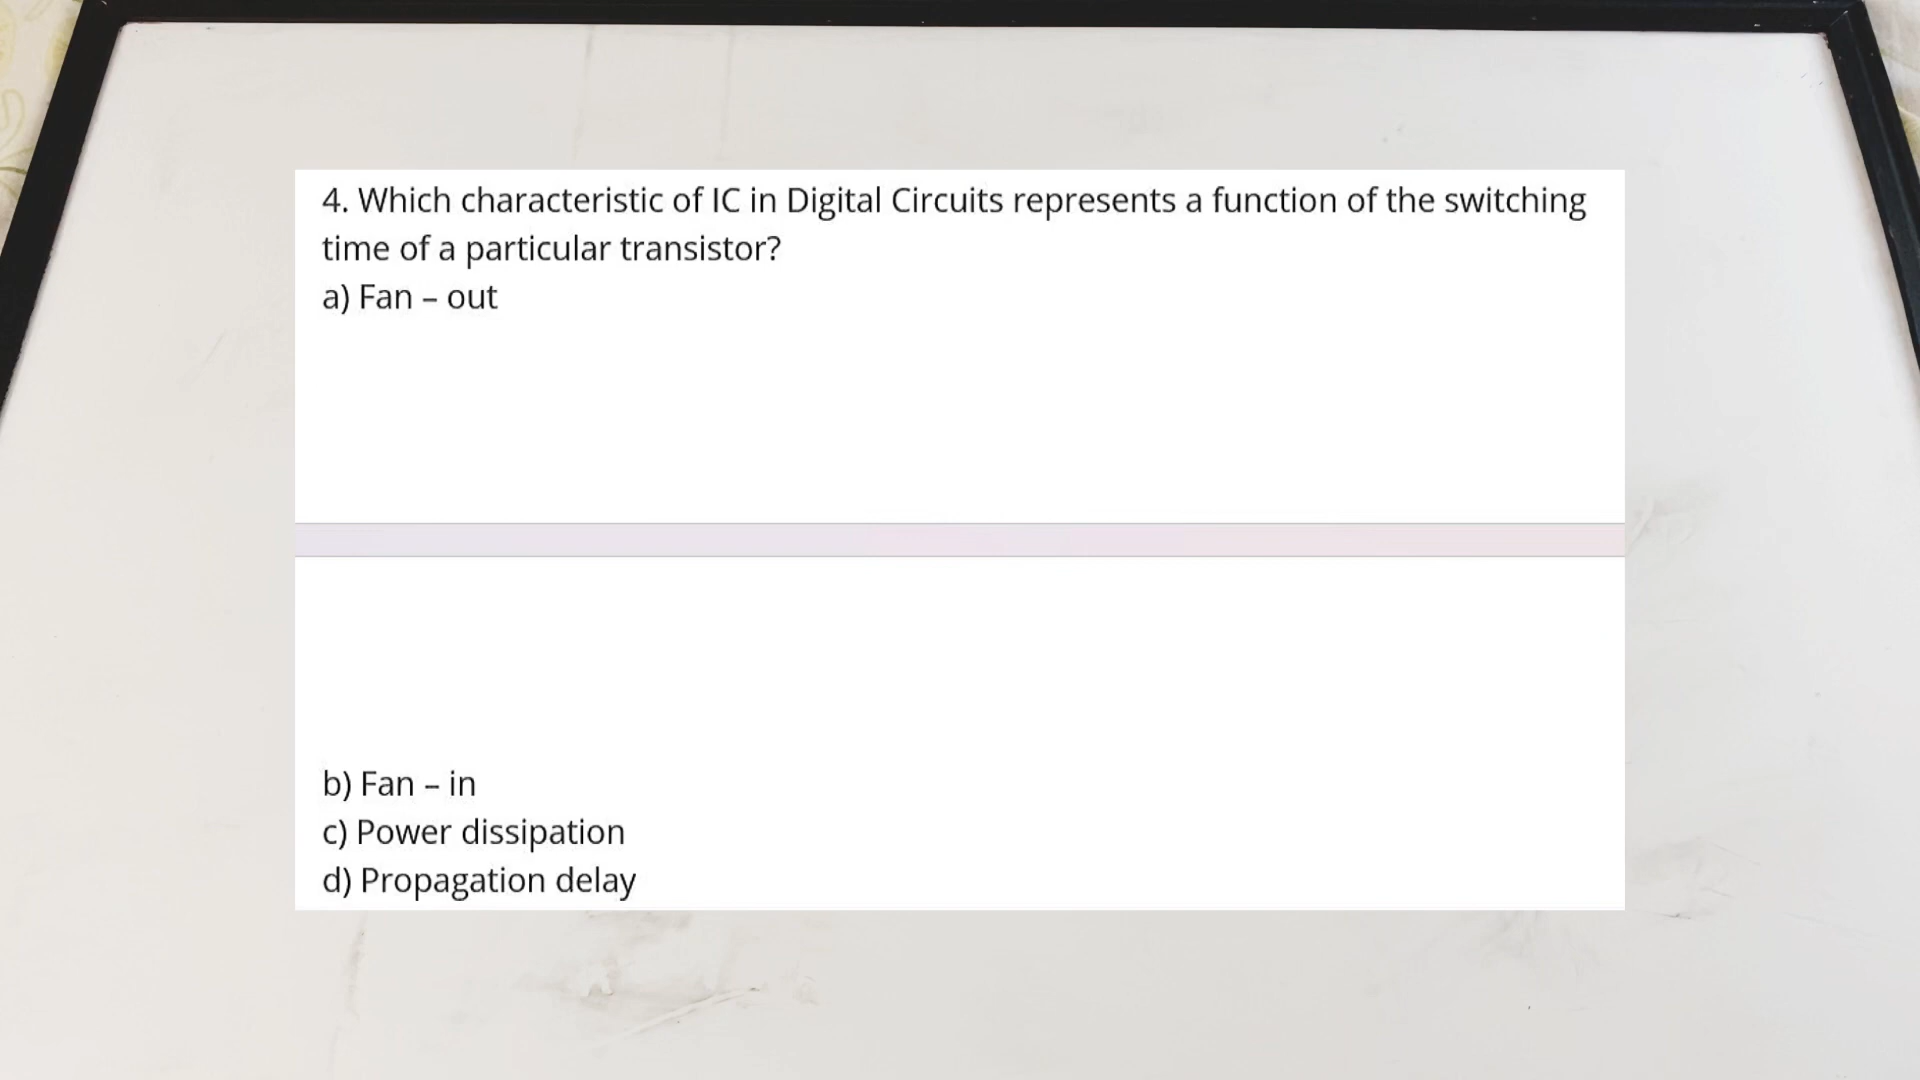 4. Which characteristic of IC in Digital Circuits represents a function of the switching
time of a particular transistor?
a) Fan – out
b) Fan – in
c) Power dissipation
d) Propagation delay